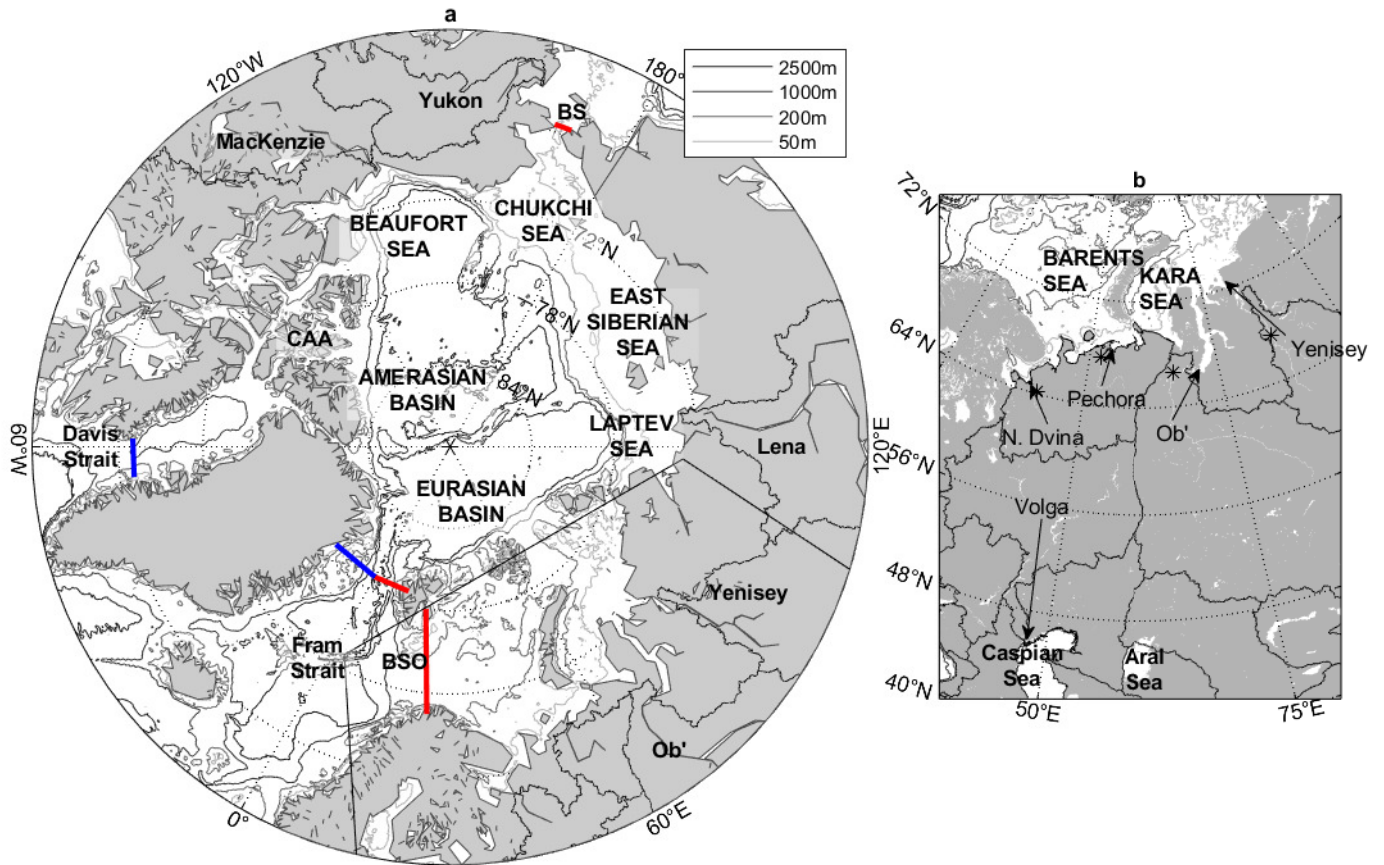 a
120°W
180°
2500m
1000m
200m
50m
Yukon
BS
MacKenzie
BEAUFORT
SEA
CHUKCHI
SEA
72°N
78°N
84°N
EAST
SIBERIAN
SEA
CAA
AMERASIAN
BASIN
LAPTEV
SEA
Davis
Strait
60°W
Lena
120°E
EURASIAN
BASIN
Yenisey
Fram
Strait
BSO
Ob'
0°
60°E
b
72°N
BARENTS
SEA
KARA
SEA
64°N
Yenisey
Pechora
N. Dvina
Ob'
56°N
Volga
48°N
Caspian
Sea
Aral
Sea
40°N
50°E
75°E